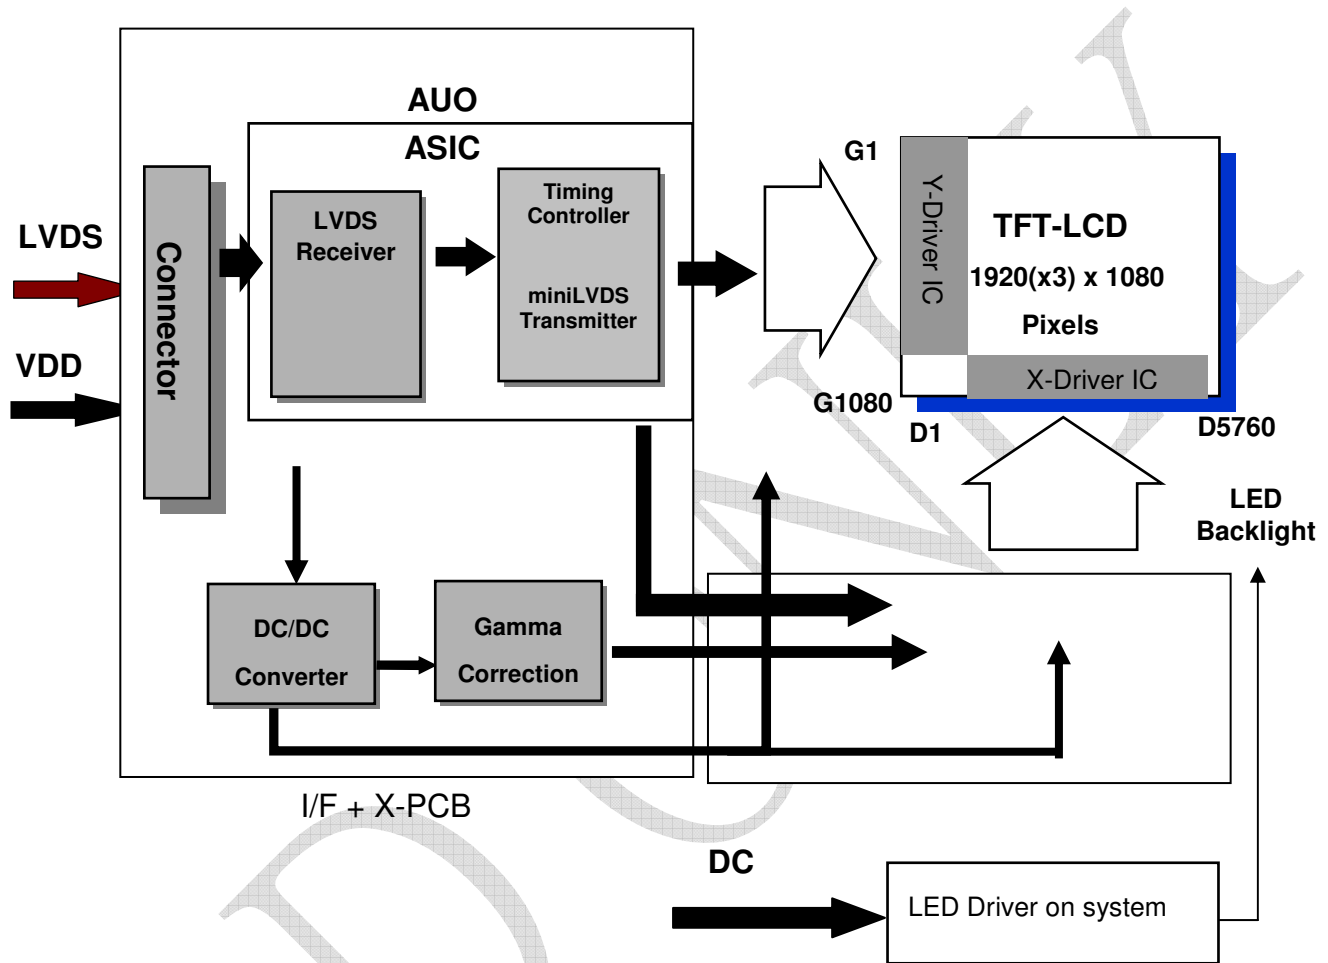 AUO
ASIC
LVDS
VDD
Connector
LVDS
Receiver
Timing
Controller
miniLVDS
Transmitter
G1
Y-Driver IC
TFT-LCD
1920(x3) x 1080
Pixels
X-Driver IC
G1080
D1
D5760
LED
Backlight
DC/DC
Converter
Gamma
Correction
I/F + X-PCB
DC
LED Driver on system